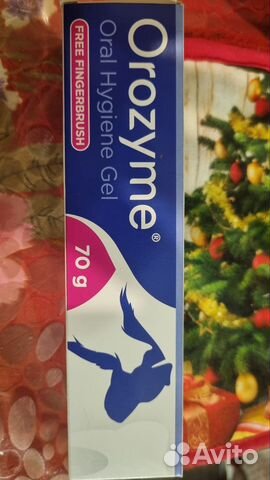 Orozyme®
Oral Hygiene Gel
FREE FINGERBRUSH
70 g
Avito